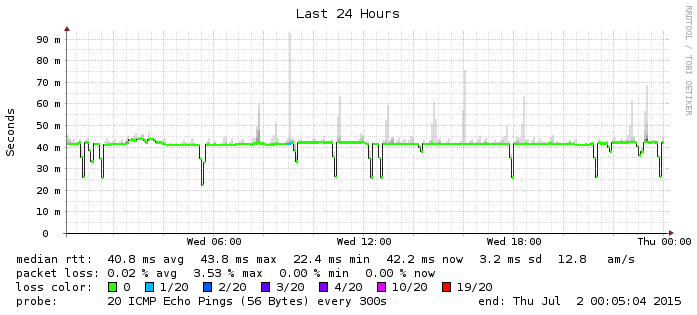 Last 24 Hours
RRDTOOL / TOBI OETIKER
Seconds
90 m
80 m
70 m
60 m
50 m
40 m
30 m
20 m
10 m
0
Wed 06:00 Wed 12:00 Wed 18:00 Thu 00:00
median rtt: 40.8 ms avg 43.8 ms max 22.4 ms min 42.2 ms now 3.2 ms sd 12.8 am/s
packet loss: 0.02 % avg 3.53 % max 0.00 % min 0.00 % now
loss color: 0 1/20 2/20 3/20 4/20 10/20 19/20
probe: 20 ICMP Echo Pings (56 Bytes) every 300s end: Thu Jul 2 00:05:04 2015